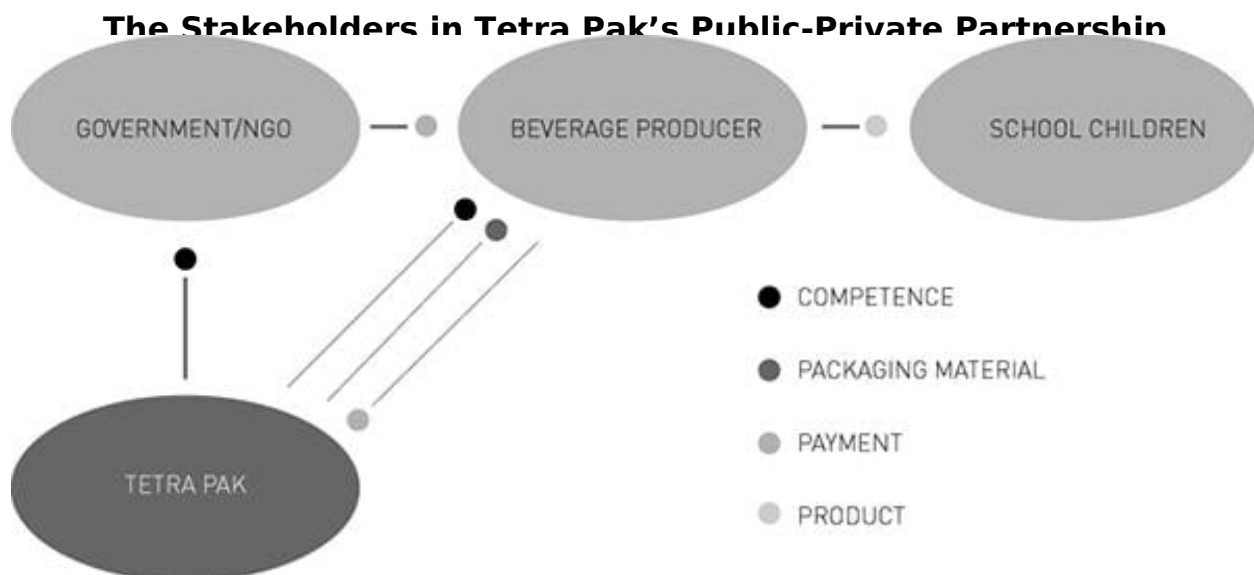 The Stakeholders in Tetra Pak’s Public-Private Partnership
GOVERNMENT/NGO
BEVERAGE PRODUCER
SCHOOL CHILDREN
COMPETENCE
PACKAGING MATERIAL
PAYMENT
TETRA PAK
PRODUCT